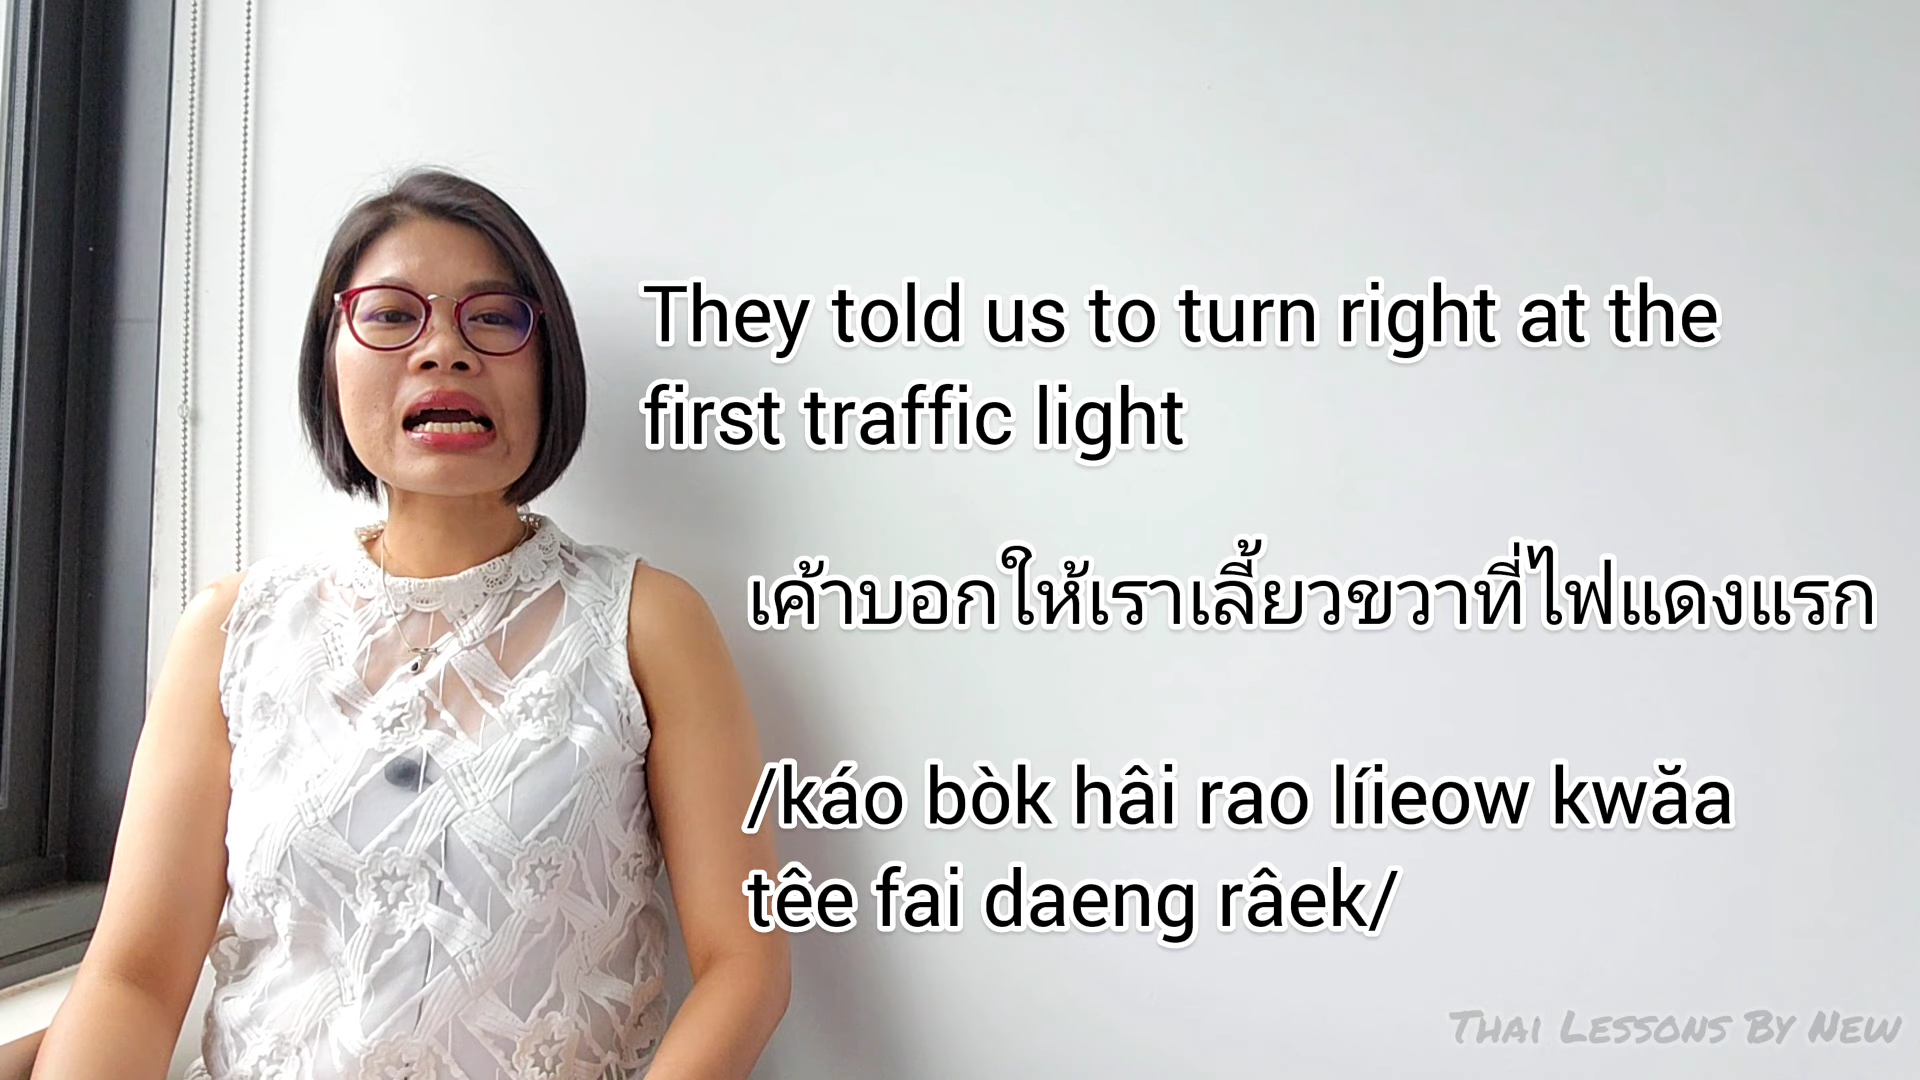 They told us to turn right at the
first traffic light
เค้าบอกให้เราเลี้ยวขวาที่ไฟแดงแรก
/káo bòk hâi rao líieow kwăa
têe fai daeng râek/
Thai Lessons By New